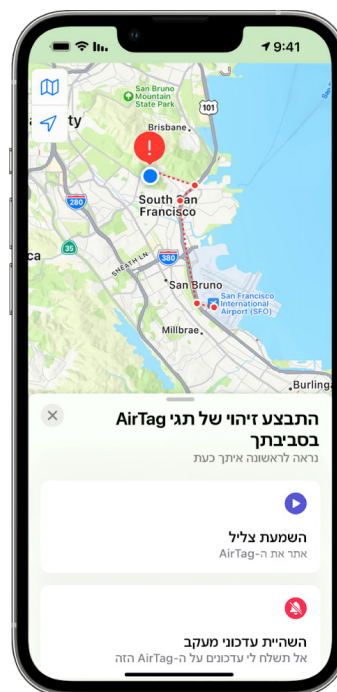 9:41
San Bruno
Mountain
State Park
101
Brisbane
ty
South San
Francisco
280
35
ca
SNEATH LN
380
San Bruno
San Francisco
International
Airport (SFO)
Millbrae
Burling
התבצע זיהוי של תגי AirTag
בסביבתך
נראה לראשונה איתך כעת
השמעת צליל
אתר את ה-AirTag
השהיית עדכוני מעקב
אל תשלח לי עדכונים על ה-AirTag הזה